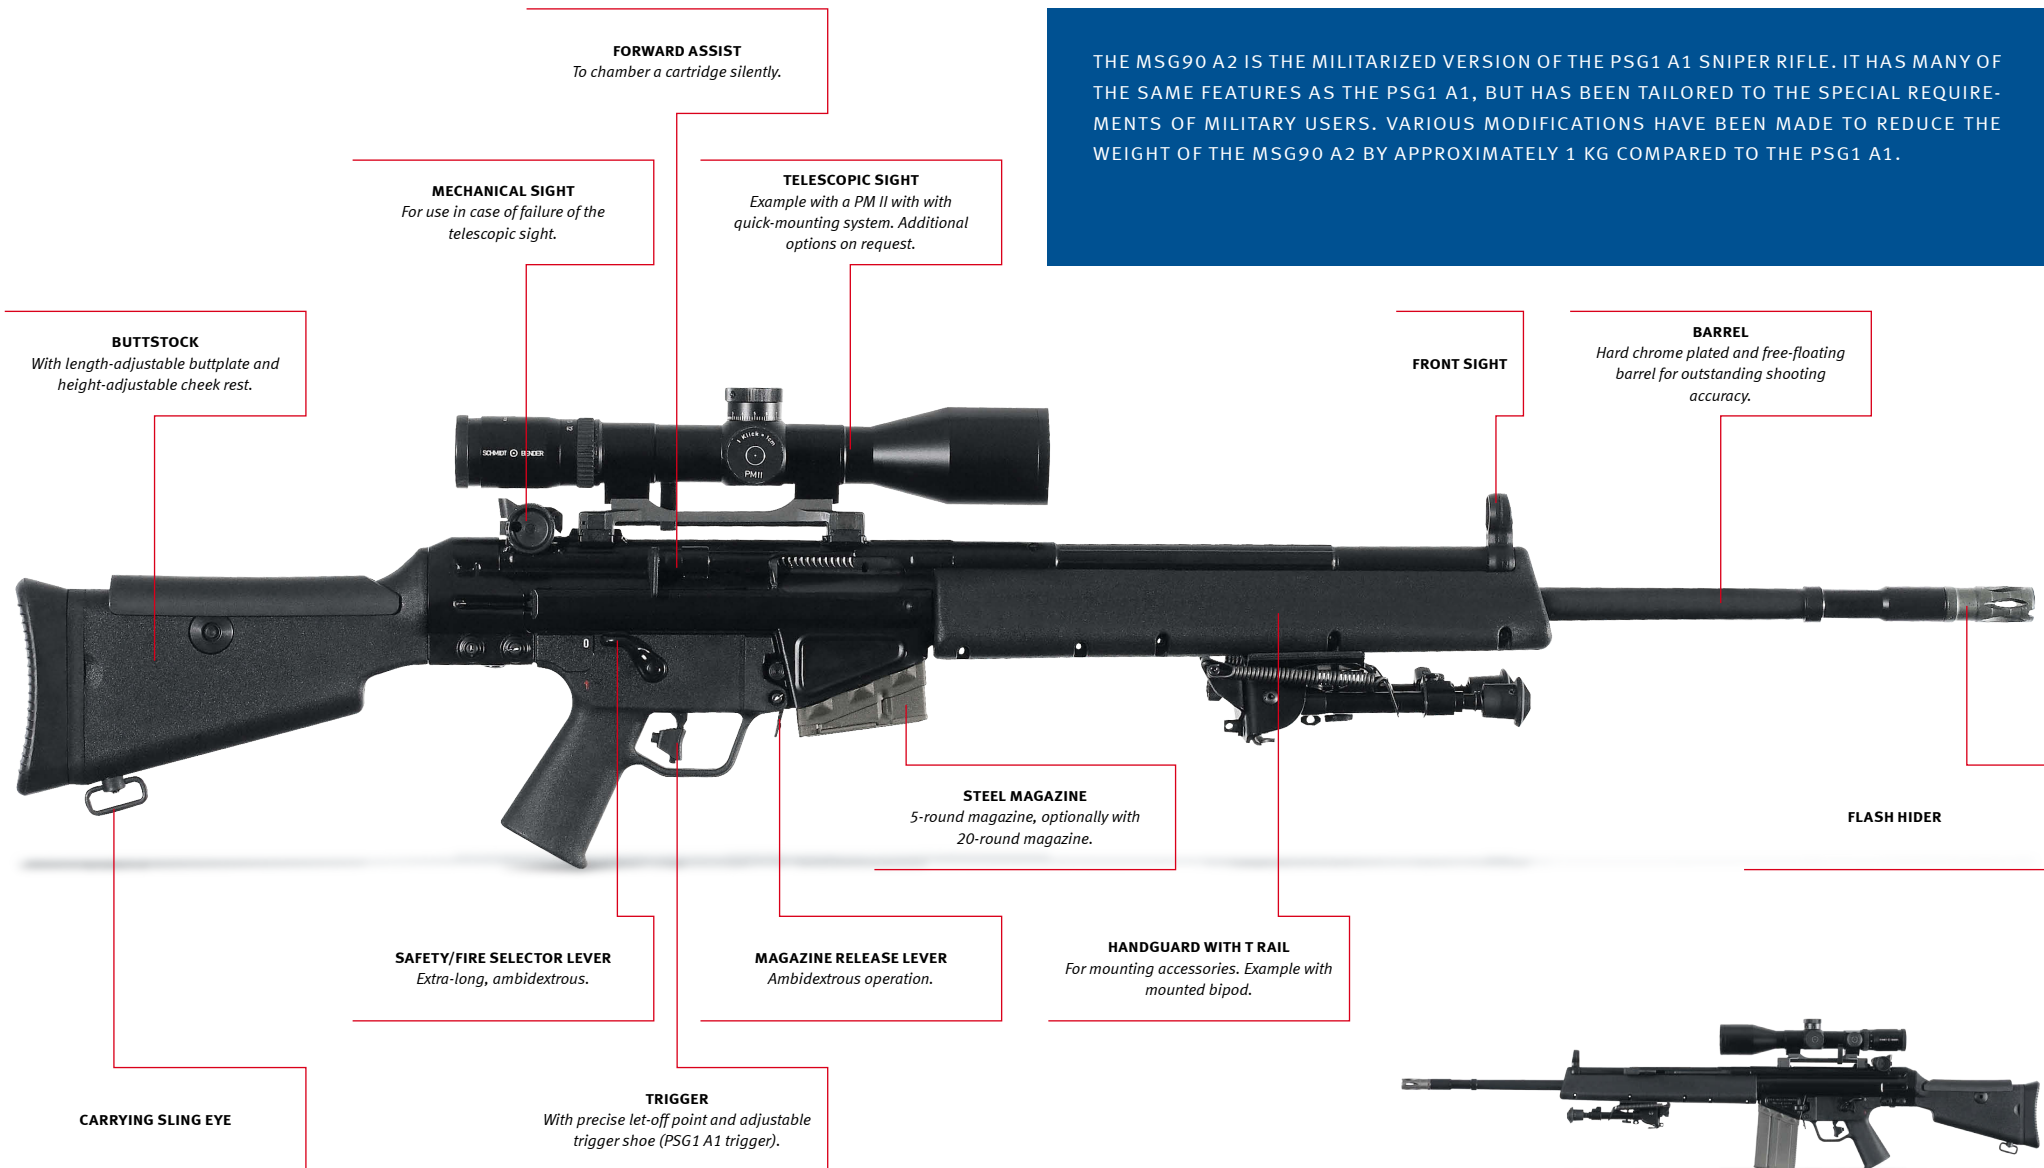 FORWARD ASSIST
To chamber a cartridge silently.
THE MSG90 A2 IS THE MILITARIZED VERSION OF THE PSG1 A1 SNIPER RIFLE. IT HAS MANY OF
THE SAME FEATURES AS THE PSG1 A1, BUT HAS BEEN TAILORED TO THE SPECIAL REQUIRE-
MENTS OF MILITARY USERS. VARIOUS MODIFICATIONS HAVE BEEN MADE TO REDUCE THE
WEIGHT OF THE MSG90 A2 BY APPROXIMATELY 1 KG COMPARED TO THE PSG1 A1.
MECHANICAL SIGHT
For use in case of failure of the
telescopic sight.
TELESCOPIC SIGHT
Example with a PM II with with
quick-mounting system. Additional
options on request.
BUTTSTOCK
With length-adjustable buttplate and
height-adjustable cheek rest.
FRONT SIGHT
BARREL
Hard chrome plated and free-floating
barrel for outstanding shooting
accuracy.
SCHMIDT BENDER
1 Klick = 1cm
PMII
0
1
STEEL MAGAZINE
5-round magazine, optionally with
20-round magazine.
FLASH HIDER
SAFETY/FIRE SELECTOR LEVER
Extra-long, ambidextrous.
MAGAZINE RELEASE LEVER
Ambidextrous operation.
HANDGUARD WITH T RAIL
For mounting accessories. Example with
mounted bipod.
CARRYING SLING EYE
TRIGGER
With precise let-off point and adjustable
trigger shoe (PSG1 A1 trigger).